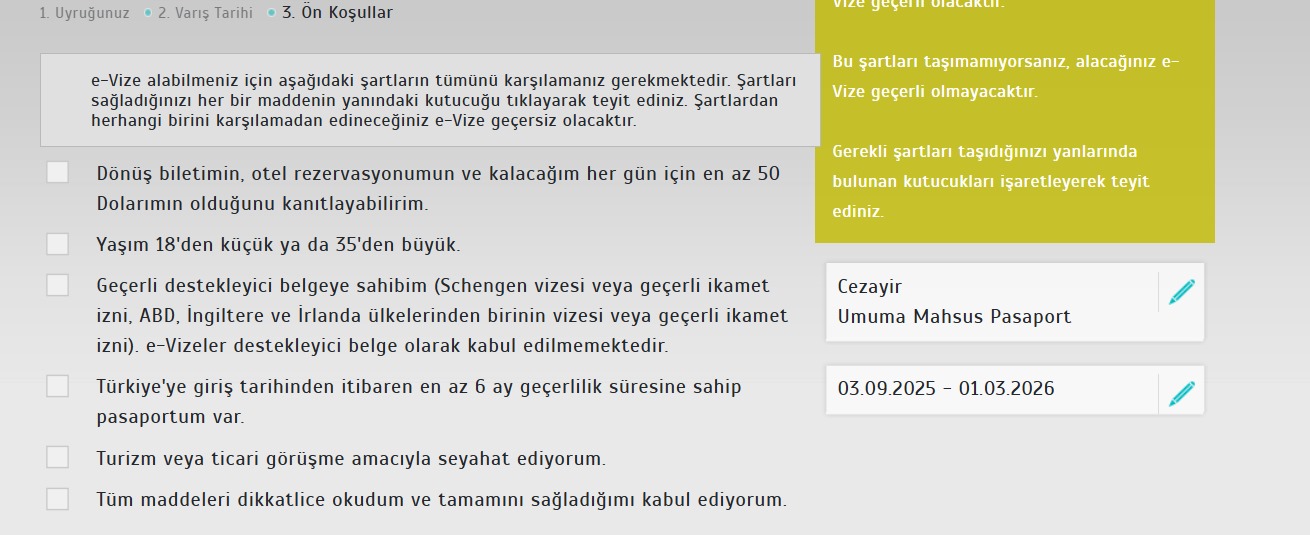 1. Uyruğunuz
2. Varış Tarihi
3. Ön Koşullar
e-Vize alabilmeniz için aşağıdaki şartların tümünü karşılamanız gerekmektedir. Şartları
sağladığınızı her bir maddenin yanındaki kutucuğu tıklayarak teyit ediniz. Şartlardan
herhangi birini karşılamadan edineceğiniz e-Vize geçersiz olacaktır.
Dönüş biletimin, otel rezervasyonumun ve kalacağım her gün için en az 50
Dolarımın olduğunu kanıtlayabilirim.
Yaşım 18'den küçük ya da 35'den büyük.
Geçerli destekleyici belgeye sahibim (Schengen vizesi veya geçerli ikamet
izni, ABD, İngiltere ve İrlanda ülkelerinden birinin vizesi veya geçerli ikamet
izni). e-Vizeler destekleyici belge olarak kabul edilmemektedir.
Türkiye'ye giriş tarihinden itibaren en az 6 ay geçerlilik süresine sahip
pasaportum var.
Turizm veya ticari görüşme amacıyla seyahat ediyorum.
Tüm maddeleri dikkatlice okudum ve tamamını sağladığımı kabul ediyorum.
Vize geçerli olacaktır.
Bu şartları taşımamıyorsanız, alacağınız e-
Vize geçerli olmayacaktır.
Gerekli şartları taşıdığınızı yanlarında
bulunan kutucukları işaretleyerek teyit
ediniz.
Cezayir
Umuma Mahsus Pasaport
03.09.2025 - 01.03.2026